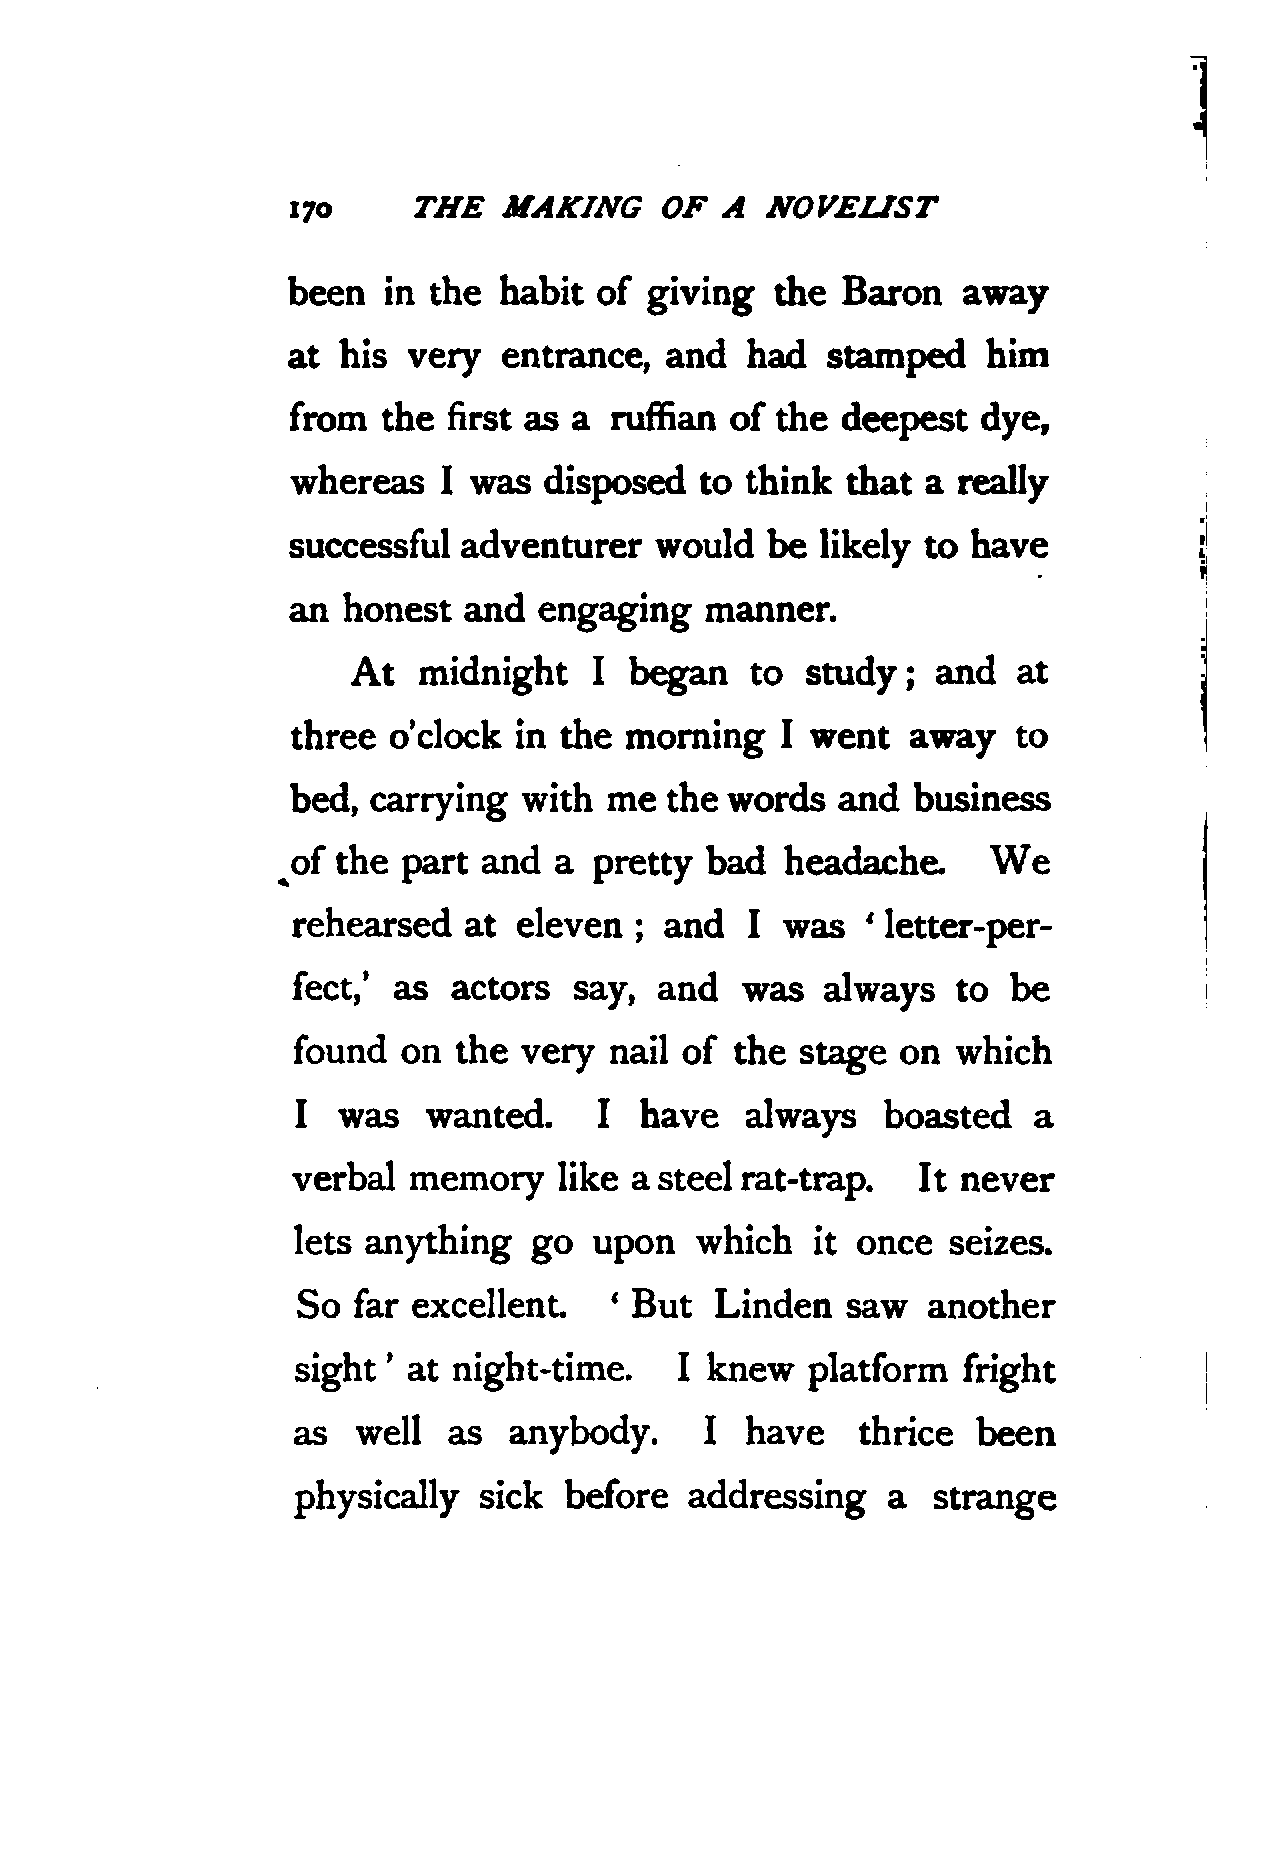 170 THE MAKING OF A NOVELIST
been in the habit of giving the Baron away
at his very entrance, and had stamped him
from the first as a ruffian of the deepest dye,
whereas I was disposed to think that a really
successful adventurer would be likely to have
an honest and engaging manner.
At midnight I began to study; and at
three o'clock in the morning I went away to
bed, carrying with me the words and business
of the part and a pretty bad headache. We
rehearsed at eleven; and I was 'letter-per-
fect,' as actors say, and was always to be
found on the very nail of the stage on which
I was wanted. I have always boasted a
verbal memory like a steel rat-trap. It never
lets anything go upon which it once seizes.
So far excellent. 'But Linden saw another
sight' at night-time. I knew platform fright
as well as anybody. I have thrice been
physically sick before addressing a strange